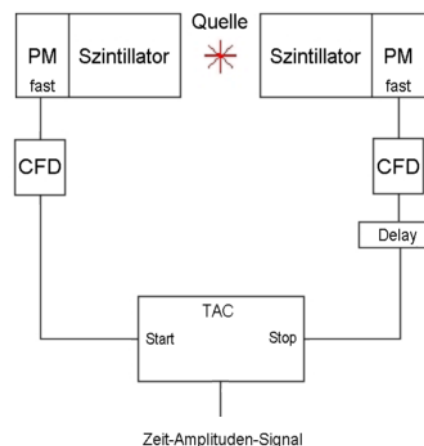 Quelle
PM Szintillator
fast
Szintillator PM
fast
CFD
CFD
Delay
TAC
Start Stop
Zeit-Amplituden-Signal